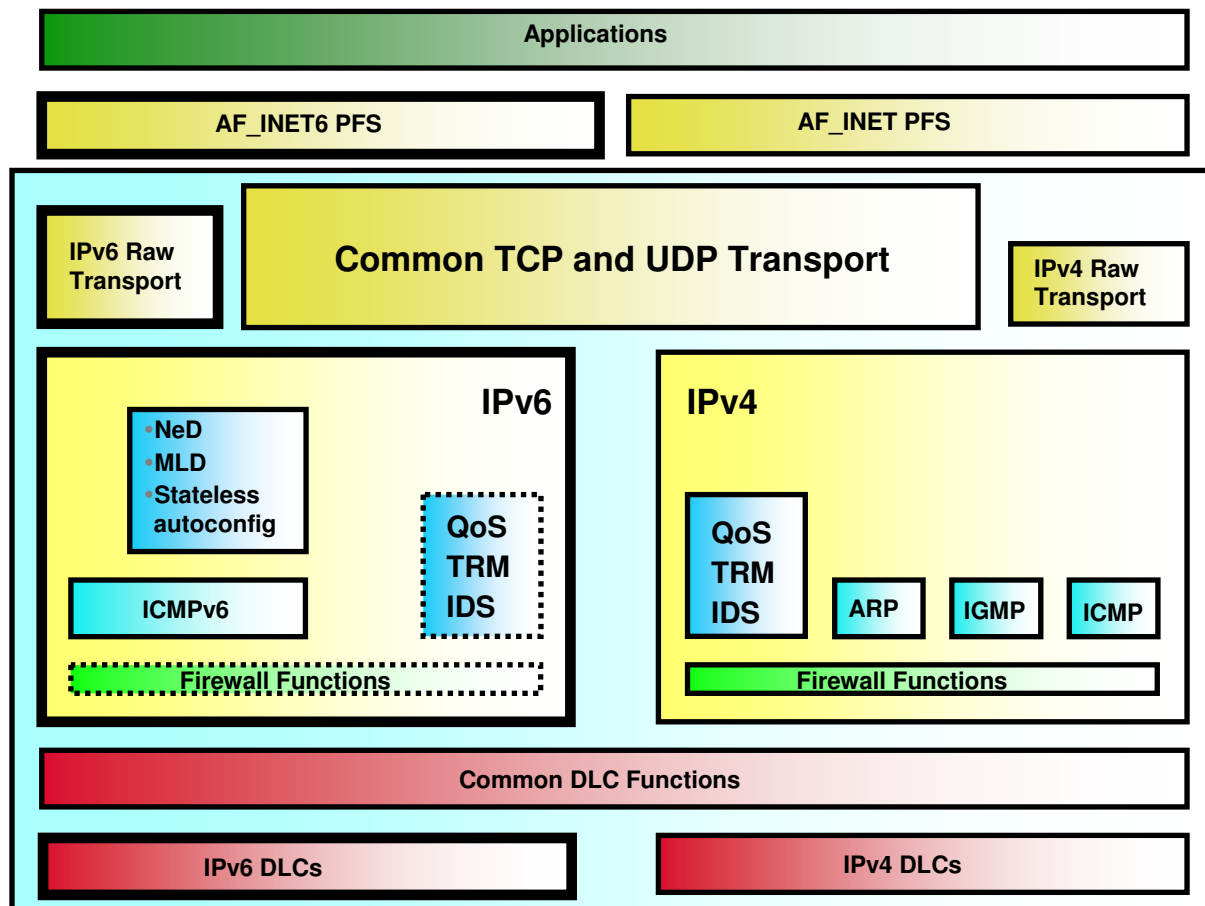 Applications
AF_INET6 PFS
AF_INET PFS
IPv6 Raw
Transport
Common TCP and UDP Transport
IPv4 Raw
Transport
IPv6
•NeD
•MLD
•Stateless
autoconfig
QoS
TRM
IDS
ICMPv6
Firewall Functions
IPv4
QoS
TRM
IDS
ARP
IGMP
ICMP
Firewall Functions
Common DLC Functions
IPv6 DLCs
IPv4 DLCs